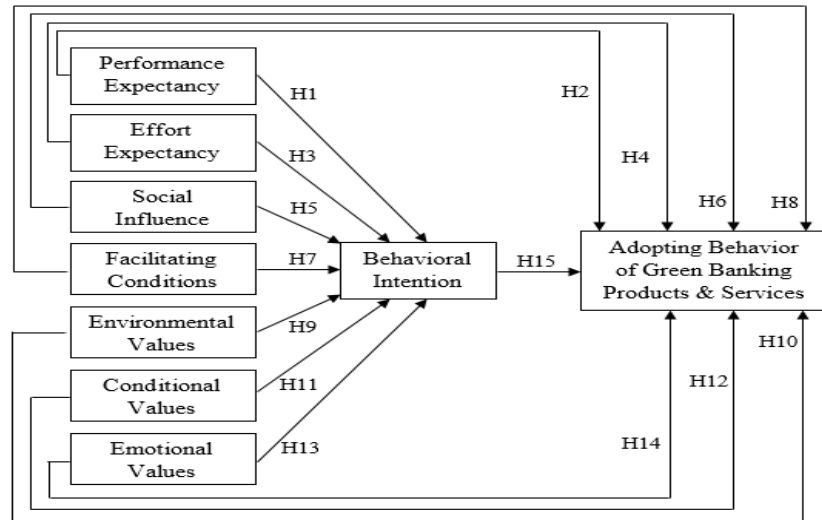 Performance
Expectancy
H1
H2
Effort
Expectancy
H3
H4
Social
Influence
H5
H6
H8
Facilitating
Conditions
H7
Behavioral
Intention
H15
Adopting Behavior
of Green Banking
Products & Services
Environmental
Values
H9
H10
Conditional
Values
H11
H12
Emotional
Values
H13
H14